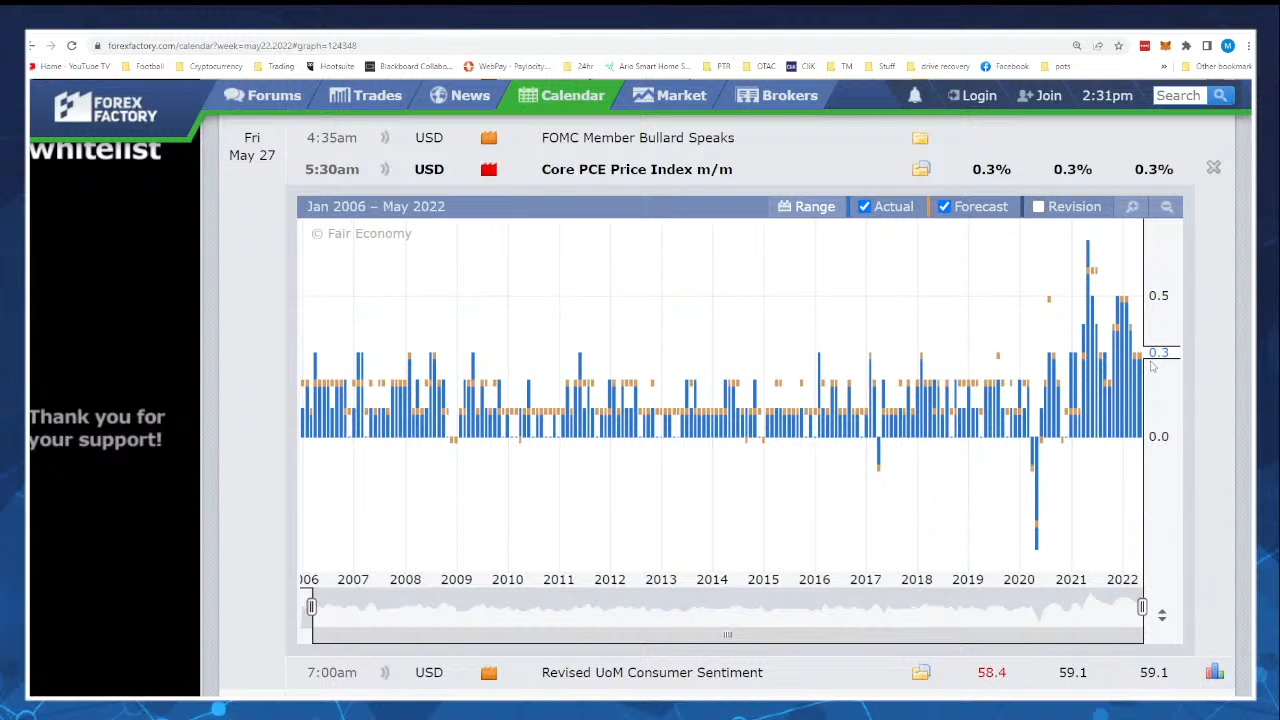 forexfactory.com/calendar?week=may22.2022#graph=124348
Home - YouTube TV Football Cryptocurrency Trading Hootsuite Blackboard Collabo... WebPay - Paylocity... 24hr Ario Smart Home S... PTR OTAC CliK TM Stuff drive recovery Facebook pots » Other bookmark
FOREX FACTORY Forums Trades News Calendar Market Brokers Login Join 2:31pm Search
whitelist
Thank you for
your support!
Fri 4:35am USD FOMC Member Bullard Speaks
May 27
5:30am USD Core PCE Price Index m/m 0.3% 0.3% 0.3%
Jan 2006 – May 2022 Range Actual Forecast Revision
© Fair Economy
0.5
0.3
0.0
006 2007 2008 2009 2010 2011 2012 2013 2014 2015 2016 2017 2018 2019 2020 2021 2022
7:00am USD Revised UoM Consumer Sentiment 58.4 59.1 59.1